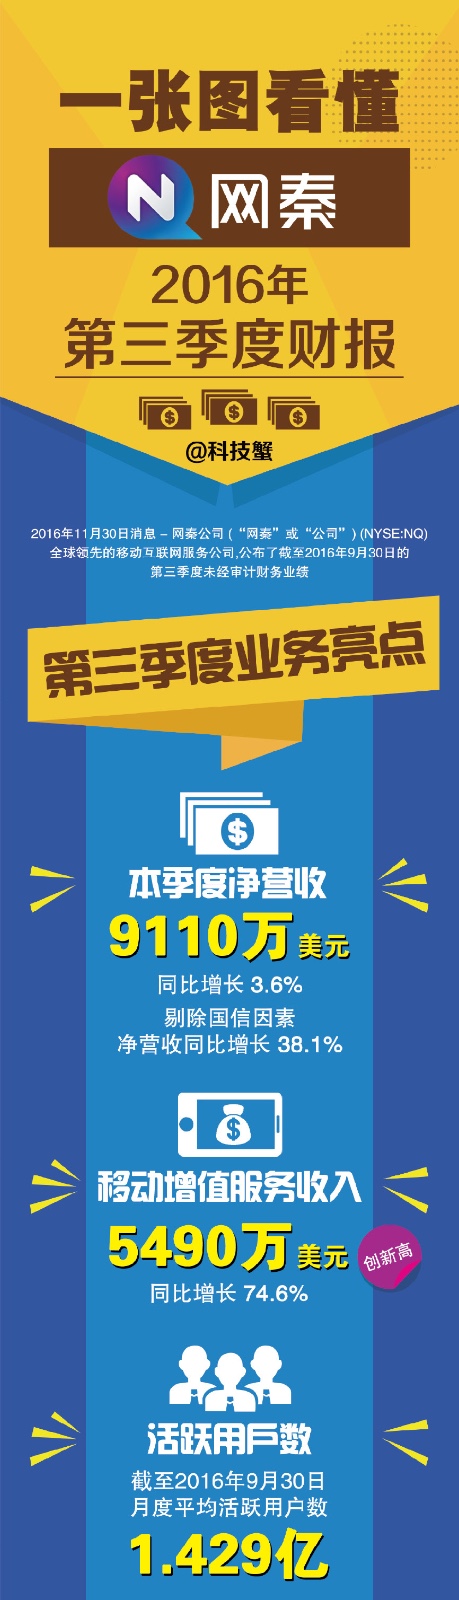 一张图看懂
N 网秦
2016年
第三季度财报
@科技蟹
2016年11月30日消息 - 网秦公司 (“网秦” 或 “公司”) (NYSE:NQ)
全球领先的移动互联网服务公司,公布了截至2016年9月30日的
第三季度未经审计财务业绩
第三季度业务亮点
本季度净营收
9110万 美元
同比增长 3.6%
剔除国信因素
净营收同比增长 38.1%
移动增值服务收入
5490万 美元
创新高
同比增长 74.6%
活跃用户数
截至2016年9月30日
月度平均活跃用户数
1.429亿